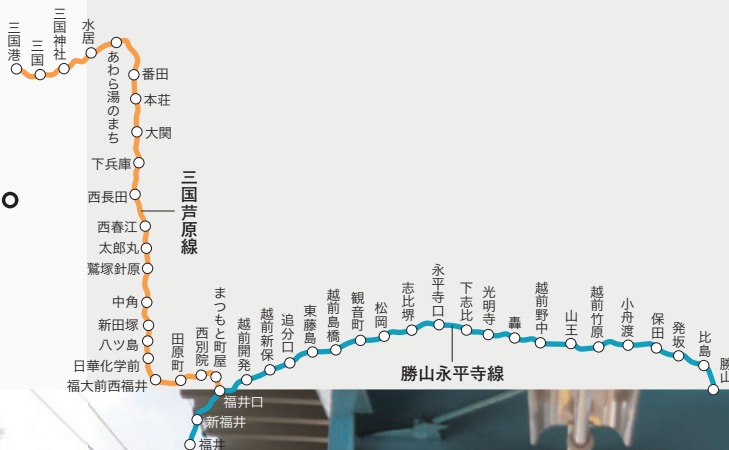 三国港
三国
三国神社
水居
あわら湯のまち
番田
本荘
大関
下兵庫
西長田
三国芦原線
西春江
太郎丸
鷲塚針原
中角
新田塚
八ツ島
日華化学前
福大前西福井
田原町
西別院
まつもと町屋
福井口
新福井
福井
越前開発
越前新保
追分口
東藤島
越前島橋
観音町
松岡
志比堺
永平寺口
下志比
光明寺
轟
越前野中
山王
越前竹原
小舟渡
保田
発坂
比島
勝山
勝山永平寺線